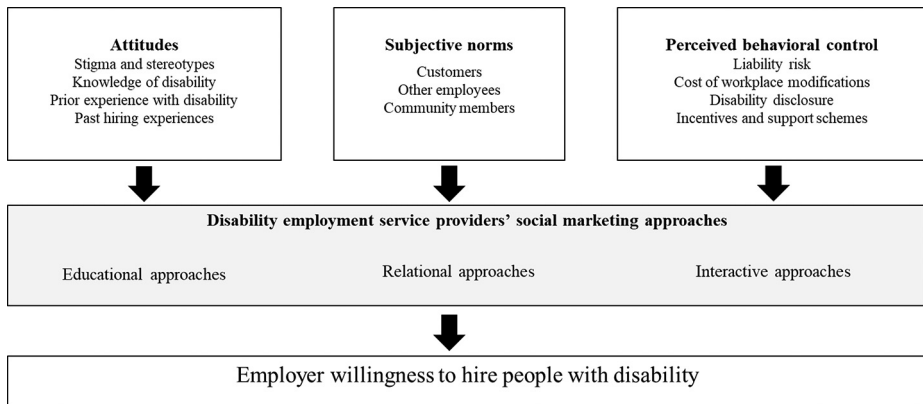 Attitudes
Stigma and stereotypes
Knowledge of disability
Prior experience with disability
Past hiring experiences
Subjective norms
Customers
Other employees
Community members
Perceived behavioral control
Liability risk
Cost of workplace modifications
Disability disclosure
Incentives and support schemes
Disability employment service providers' social marketing approaches
Educational approaches
Relational approaches
Interactive approaches
Employer willingness to hire people with disability